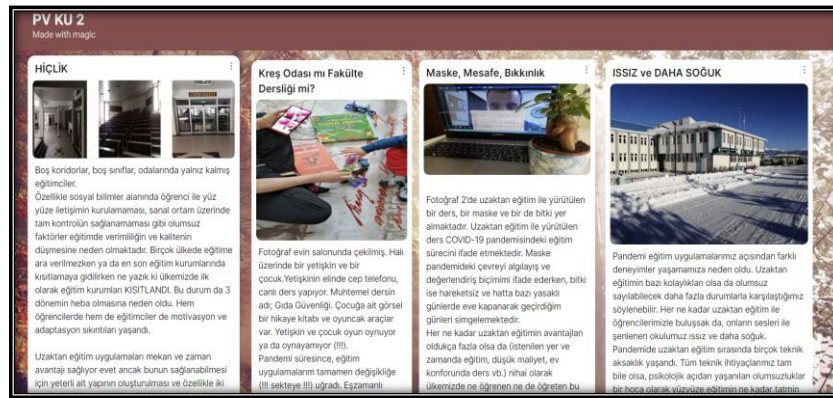 PV KU 2
Made with magic
HİÇLİK
Boş koridorlar, boş sınıflar, odalarında yalnız kalmış
eğitimciler.
Özellikle sosyal bilimler alanında öğrenci ile yüz
yüze iletişimin kurulamaması, sanal ortam üzerinde
tam kontrolün sağlanamaması gibi olumsuz
faktörler eğitimde verimliliğin ve kalitenin
düşmesine neden olmaktadır. Birçok ülkede eğitime
ara verilmezken ya da en son eğitim kurumlarında
kısıtlamaya gidilirken ne yazık ki ülkemizde ilk
olarak eğitim kurumları KISITLANDI. Bu durum da 3
dönemin heba olmasına neden oldu. Hem
öğrencilerde hem de eğitimciler de motivasyon ve
adaptasyon sıkıntıları yaşandı.
Uzaktan eğitim uygulamaları mekan ve zaman
avantajı sağlıyor evet ancak bunun sağlanabilmesi
için yeterli alt yapının oluşturulması ve özellikle iki
Kreş Odası mı Fakülte
Dersliği mi?
Fotoğraf evin salonunda çekilmiş. Halı
üzerinde bir yetişkin ve bir
çocuk.Yetişkinin elinde cep telefonu,
canlı ders yapıyor. Muhtemel dersin
adı; Gıda Güvenliği. Çocuğa ait görsel
bir hikaye kitabı ve oyuncak araçlar
var. Yetişkin ve çocuk oyun oynuyor
ya da oynayamıyor (!!!).
Pandemi süresince, eğitim
uygulamalarım tamamen değişikliğe
(!!! sekteye !!!) uğradı. Eşzamanlı
Maske, Mesafe, Bıkkınlık
Fotoğraf 2'de uzaktan eğitim ile yürütülen
bir ders, bir maske ve bir de bitki yer
almaktadır. Uzaktan eğitim ile yürütülen
ders COVID-19 pandemisindeki eğitim
sürecini ifade etmektedir. Maske
pandemideki çevreyi algılayış ve
değerlendiriş biçimimi ifade ederken, bitki
ise hareketsiz ve hatta bazı yasaklı
günlerde eve kapanarak geçirdiğim
günleri simgelemektedir.
Her ne kadar uzaktan eğitimin avantajları
oldukça fazla olsa da (istenilen yer ve
zamanda eğitim, düşük maliyet, ev
konforunda ders vb.) nihai olarak
ülkemizde ne öğrenen ne de öğreten bu
ISSIZ ve DAHA SOĞUK
Pandemi eğitim uygulamalarımız açısından farklı
deneyimler yaşamamıza neden oldu. Uzaktan
eğitimin bazı kolaylıkları olsa da olumsuz
sayılabilecek daha fazla durumlarla karşılaştığımız
söylenebilir. Her ne kadar uzaktan eğitim ile
öğrencilerimizle buluşsak da, onların sesleri ile
şenlenen okulumuz ıssız ve daha soğuk.
Pandemide uzaktan eğitim sırasında birçok teknik
aksaklık yaşandı. Tüm teknik ihtiyaçlarımız tam
bile olsa, psikolojik açıdan yaşanılan olumsuzluklar
bir hoca olarak yüzyüze eğitimin ne kadar tatmin